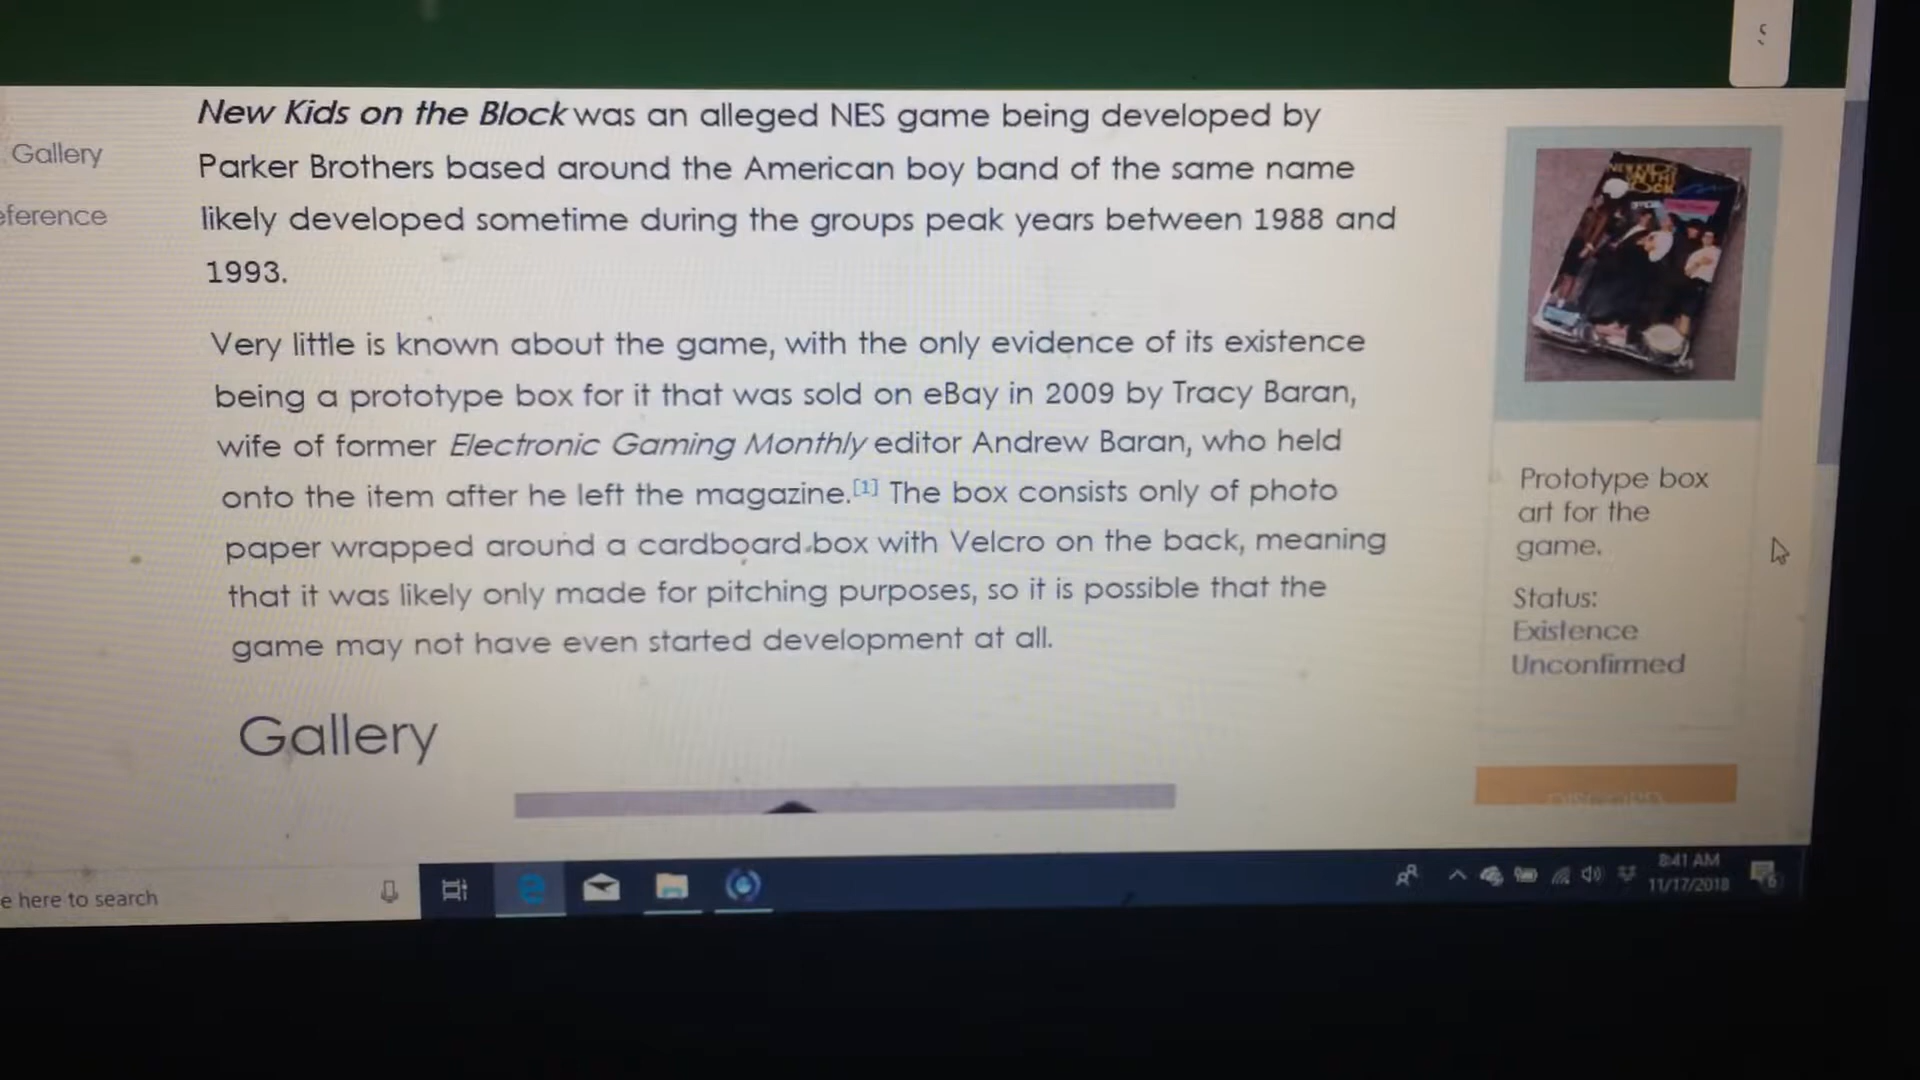 S
New Kids on the Block was an alleged NES game being developed by
Gallery
Parker Brothers based around the American boy band of the same name
eference
likely developed sometime during the groups peak years between 1988 and
1993.
Very little is known about the game, with the only evidence of its existence
being a prototype box for it that was sold on eBay in 2009 by Tracy Baran,
wife of former Electronic Gaming Monthly editor Andrew Baran, who held
onto the item after he left the magazine.[1] The box consists only of photo
paper wrapped around a cardboard box with Velcro on the back, meaning
that it was likely only made for pitching purposes, so it is possible that the
game may not have even started development at all.
NEW KIDS
ON THE
BLOCK
Prototype box
art for the
game.
Status:
Existence
Unconfirmed
Gallery
DISCORD
e here to search
8:41 AM
11/17/2018
6